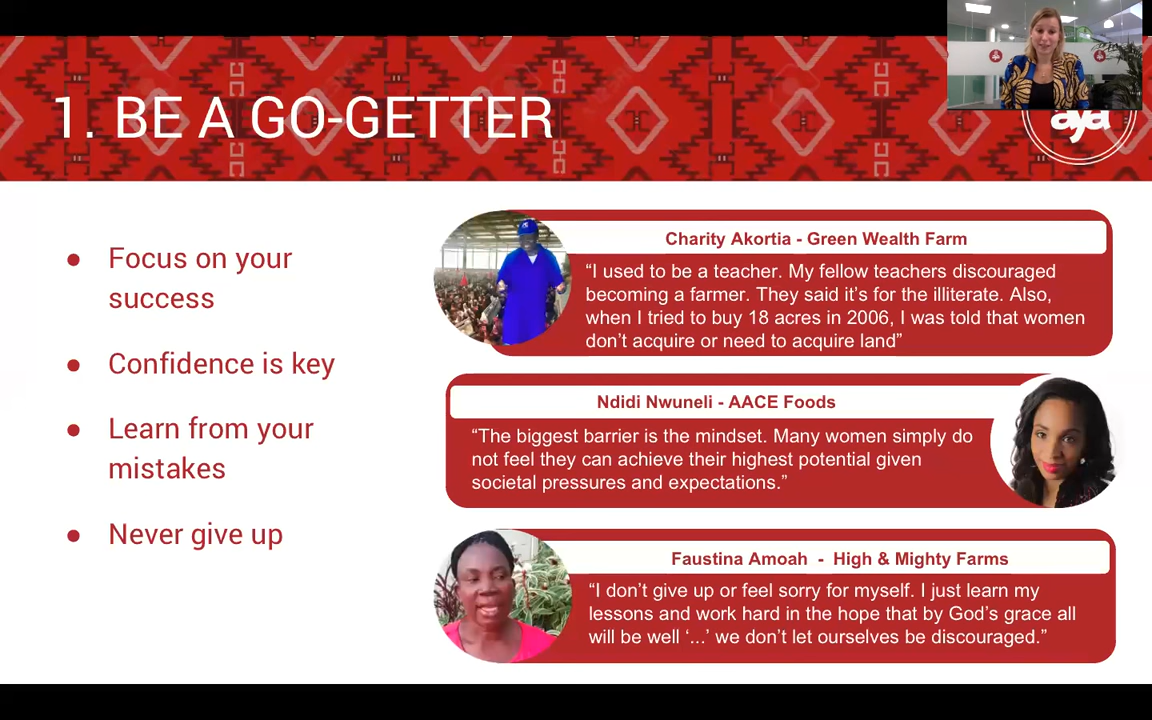 1. BE A GO-GETTER
aya
● Focus on your
success
● Confidence is key
● Learn from your
mistakes
● Never give up
Charity Akortia - Green Wealth Farm
“I used to be a teacher. My fellow teachers discouraged
becoming a farmer. They said it’s for the illiterate. Also,
when I tried to buy 18 acres in 2006, I was told that women
don’t acquire or need to acquire land”
Ndidi Nwuneli - AACE Foods
“The biggest barrier is the mindset. Many women simply do
not feel they can achieve their highest potential given
societal pressures and expectations.”
Faustina Amoah - High & Mighty Farms
“I don’t give up or feel sorry for myself. I just learn my
lessons and work hard in the hope that by God’s grace all
will be well ‘...’ we don’t let ourselves be discouraged.”